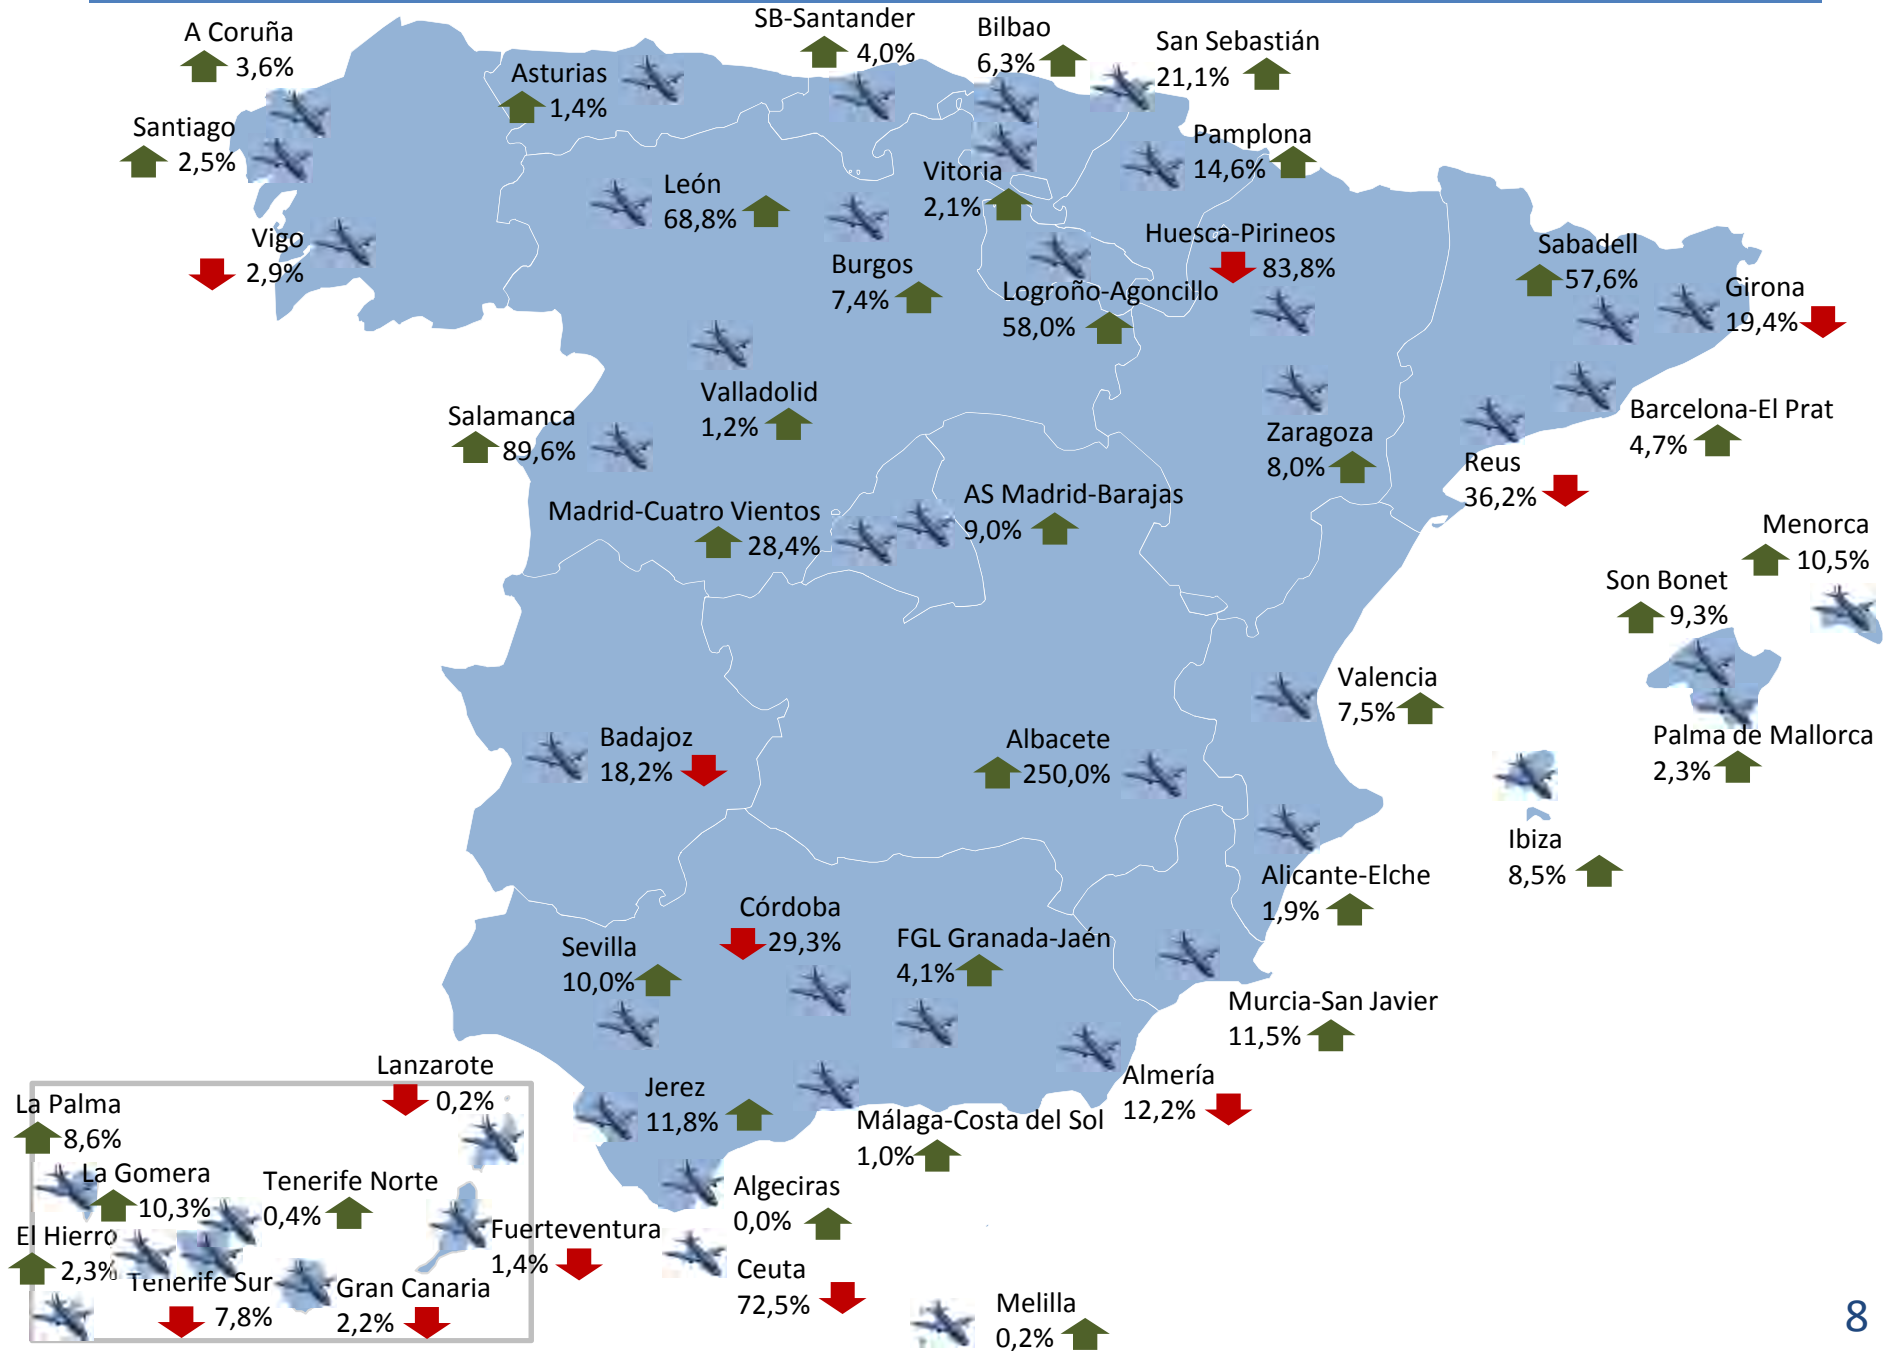 A Coruña
3,6%
SB-Santander
4,0%
Bilbao
6,3%
San Sebastián
21,1%
Asturias
1,4%
Santiago
2,5%
Pamplona
14,6%
Vitoria
2,1%
León
68,8%
Vigo
2,9%
Huesca-Pirineos
83,8%
Sabadell
57,6%
Girona
19,4%
Burgos
7,4%
Logroño-Agoncillo
58,0%
Valladolid
1,2%
Salamanca
89,6%
Barcelona-El Prat
4,7%
Zaragoza
8,0%
Reus
36,2%
Madrid-Cuatro Vientos
28,4%
AS Madrid-Barajas
9,0%
Menorca
10,5%
Son Bonet
9,3%
Valencia
7,5%
Palma de Mallorca
2,3%
Badajoz
18,2%
Albacete
250,0%
Ibiza
8,5%
Alicante-Elche
1,9%
Córdoba
29,3%
FGL Granada-Jaén
4,1%
Sevilla
10,0%
Murcia-San Javier
11,5%
Lanzarote
0,2%
Jerez
11,8%
Almería
12,2%
Málaga-Costa del Sol
1,0%
La Palma
8,6%
La Gomera
10,3%
Tenerife Norte
0,4%
Algeciras
0,0%
El Hierro
2,3%
Fuerteventura
1,4%
Tenerife Sur
7,8%
Gran Canaria
2,2%
Ceuta
72,5%
Melilla
0,2%
8